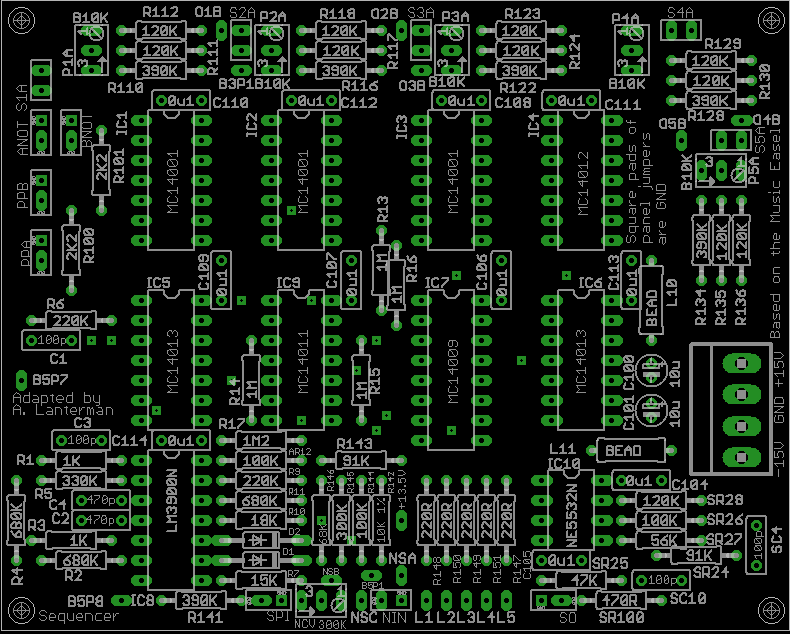 B10K
R112
O1B
S2A
P2A
R118
O2B
S3A
P3A
R123
P4A
S4A
120K
120K
120K
120K
120K
120K
390K
390K
390K
P1A
R111
R117
R124
R110
B3P1
B10K
R116
O3B
B10K
R122
B10K
R129
120K
120K
390K
R130
R128
S1A
0u1
C110
0u1
C112
0u1
C108
0u1
C111
O4B
O5B
S5A
ANOT
BNOT
IC1
IC2
IC3
IC4
R101
2K2
MC14001
MC14001
MC14001
MC14012
Square pads of
panel jumpers
are GND
B10K
P5A
PPB
PPA
2K2
R100
R13
1M
R16
1M
390K
120K
120K
R134
R135
R136
Based on the Music Easel
C109
0u1
C107
0u1
C106
0u1
C113
0u1
IC5
IC9
IC7
IC6
BEAD
L10
R6
220K
100p
C1
MC14013
MC14011
MC14009
MC14013
R14
1M
1M
R15
C100
10u
C101
10u
+15V
GND
-15V
B5P7
Adapted by
A. Lanterman
C3
100p
C114
0u1
R17
1M2
R143
91K
L11
BEAD
IC10
R1
1K
330K
R5
AR12
100K
R9
220K
R11
680K
R10
18K
D2
D1
15K
R7
LM3900N
C4
470p
C2
470p
680K
R4
R3
1K
680K
R2
R146
R145
R144
R142
68K
300K
100K
10K 1%
+13.5V
220R
220R
220R
220R
220R
R148
R150
R149
R151
R147
NE5532N
0u1
C104
120K
SR28
100K
SR26
56K
SR27
91K
SR24
100p
SC4
C105
0u1
SR25
47K
100p
SC10
470R
SR100
SO
NSA
NSB
B5P1
B5P8
IC8
390K
R141
SPI
NCV
300K
NSC
NIN
L1
L2
L3
L4
L5
Sequencer